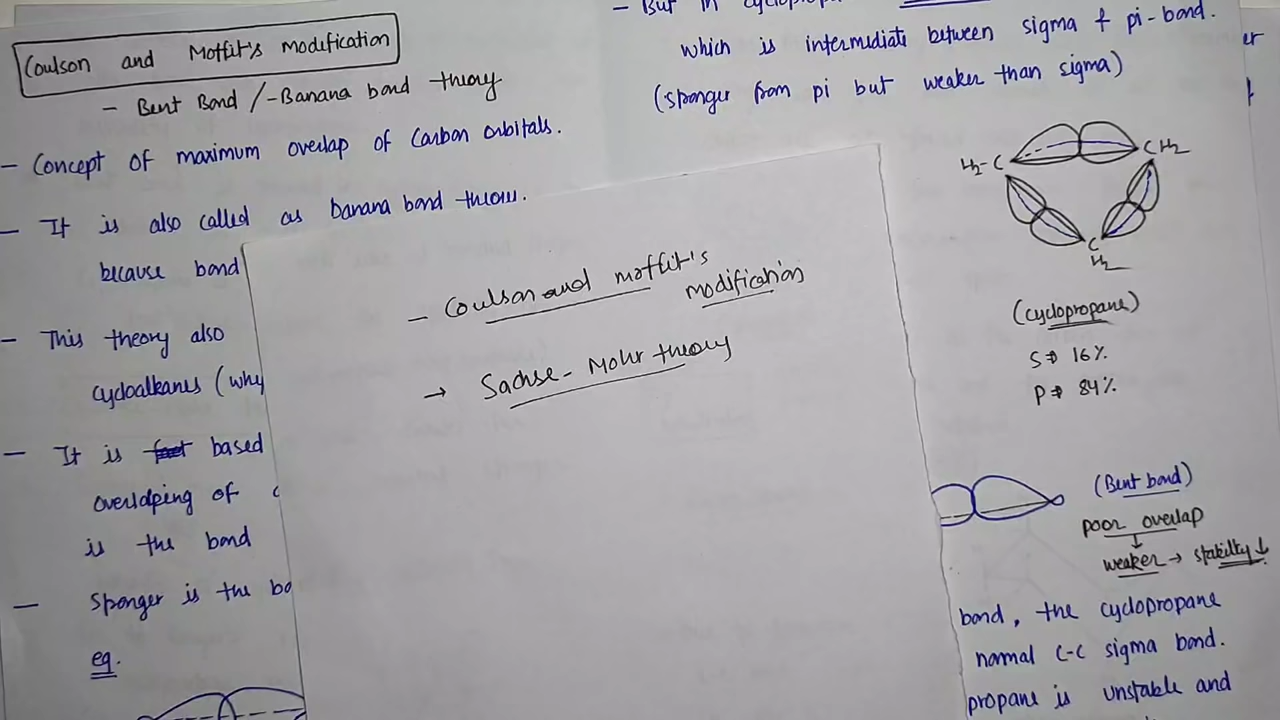 Coulson and Moffit's modification
- Bent Bond /-Banana bond theory
- Concept of maximum overlap of Carbon orbitals.
- It is also called as banana bond theory.
because bond
- This theory also
cycloalkanes (why
- It is based
overlaping of
is the bond
- Stronger is the bo
eg.
- But in
which is intermediate between sigma & pi-bond.
(stronger from pi but weaker than sigma)
H2-C
CH2
C
H2
(cyclopropane)
S⇒ 16%
P⇒ 84%
(Bent bond)
poor overlap
↓
weaker → stability↓
bond, the cyclopropane
normal C-C sigma bond.
propane is unstable and
- Coulson and moffit's
modification
→ Sachse-Mohr theory